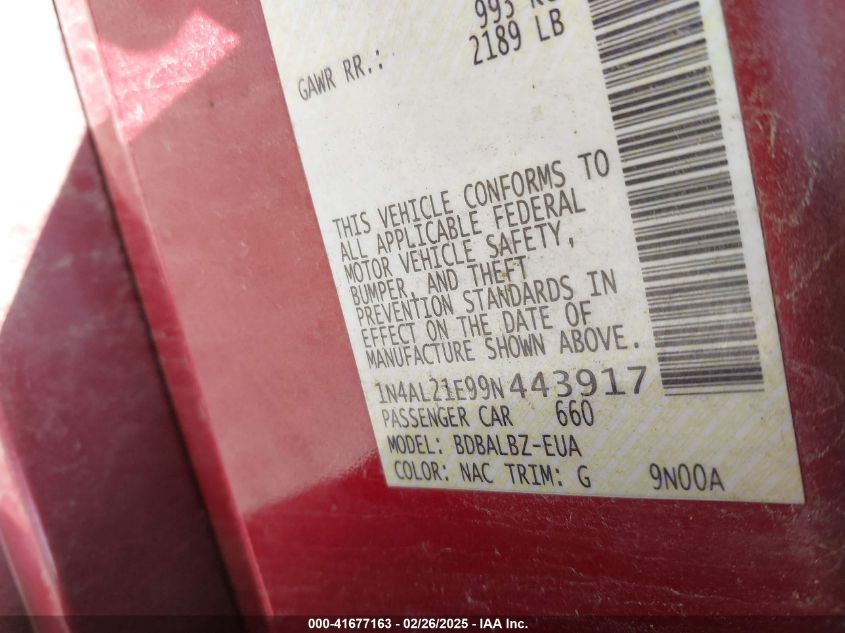 993
GAWR RR.: 2189 LB
THIS VEHICLE CONFORMS TO
ALL APPLICABLE FEDERAL
MOTOR VEHICLE SAFETY,
BUMPER, AND THEFT
PREVENTION STANDARDS IN
EFFECT ON THE DATE OF
MANUFACTURE SHOWN ABOVE.
1N4AL21E99N443917
PASSENGER CAR 660
MODEL: BDBALBZ-EUA
COLOR: NAC TRIM: G 9N00A
000-41677163 - 02/26/2025 - IAA Inc.